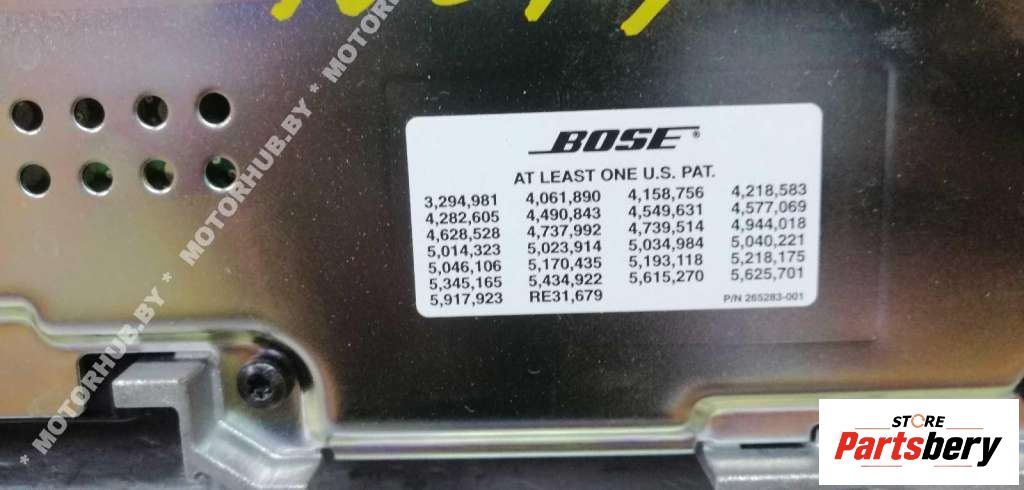 BOSE®
AT LEAST ONE U.S. PAT.
3,294,981 4,061,890 4,158,756 4,218,583
4,282,605 4,490,843 4,549,631 4,577,069
4,628,528 4,737,992 4,739,514 4,944,018
5,014,323 5,023,914 5,034,984 5,040,221
5,046,106 5,170,435 5,193,118 5,218,175
5,345,165 5,434,922 5,615,270 5,625,701
5,917,923 RE31,679
P/N 265283-001
* MOTORHUB.BY * MOTORHUB.BY * MOTORHUB.BY
STORE
Partsbery